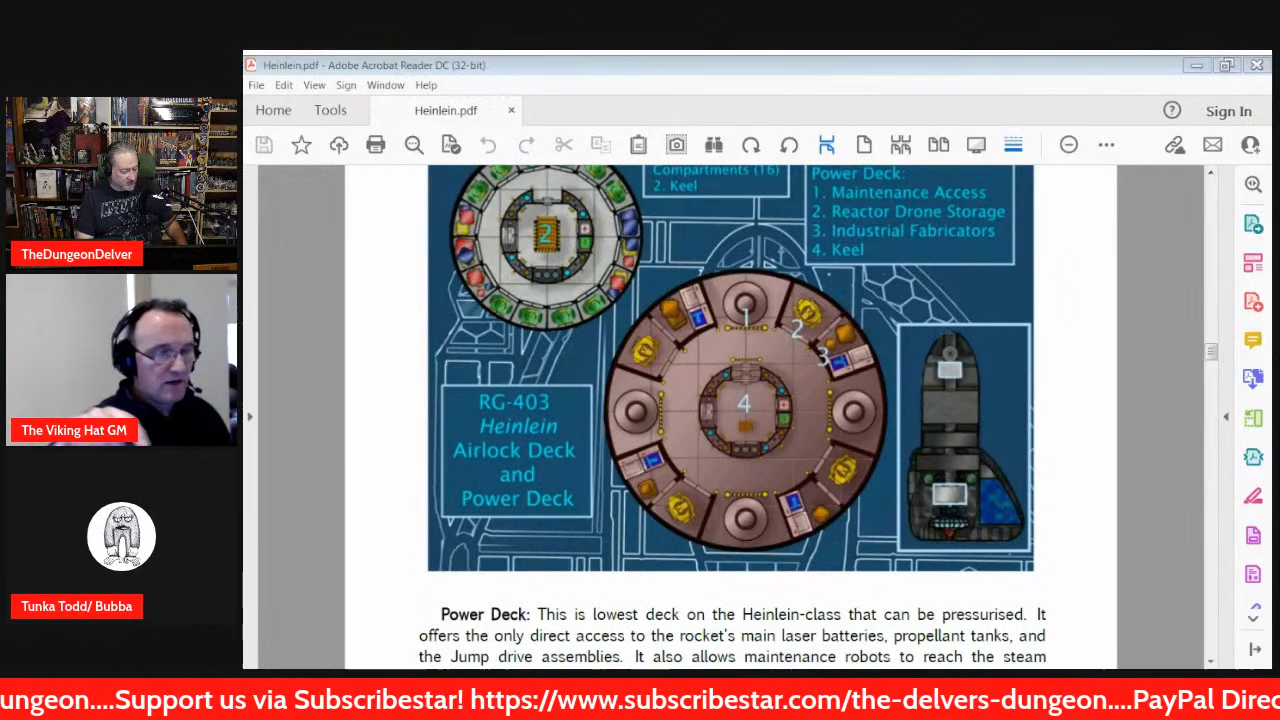 Heinlein.pdf - Adobe Acrobat Reader DC (32-bit)
File Edit View Sign Window Help
Home Tools Heinlein.pdf × Sign In
Compartments (16)
2. Keel
Power Deck:
1. Maintenance Access
2. Reactor Drone Storage
3. Industrial Fabricators
4. Keel
2
1
2
3
4
RG-403
Heinlein
Airlock Deck
and
Power Deck
Power Deck: This is lowest deck on the Heinlein-class that can be pressurised. It
offers the only direct access to the rocket's main laser batteries, propellant tanks, and
the Jump drive assemblies. It also allows maintenance robots to reach the steam
TheDungeonDelver
The Viking Hat GM
Tunka Todd/ Bubba
ungeon....Support us via Subscribestar! https://www.subscribestar.com/the-delvers-dungeon....PayPal Direc